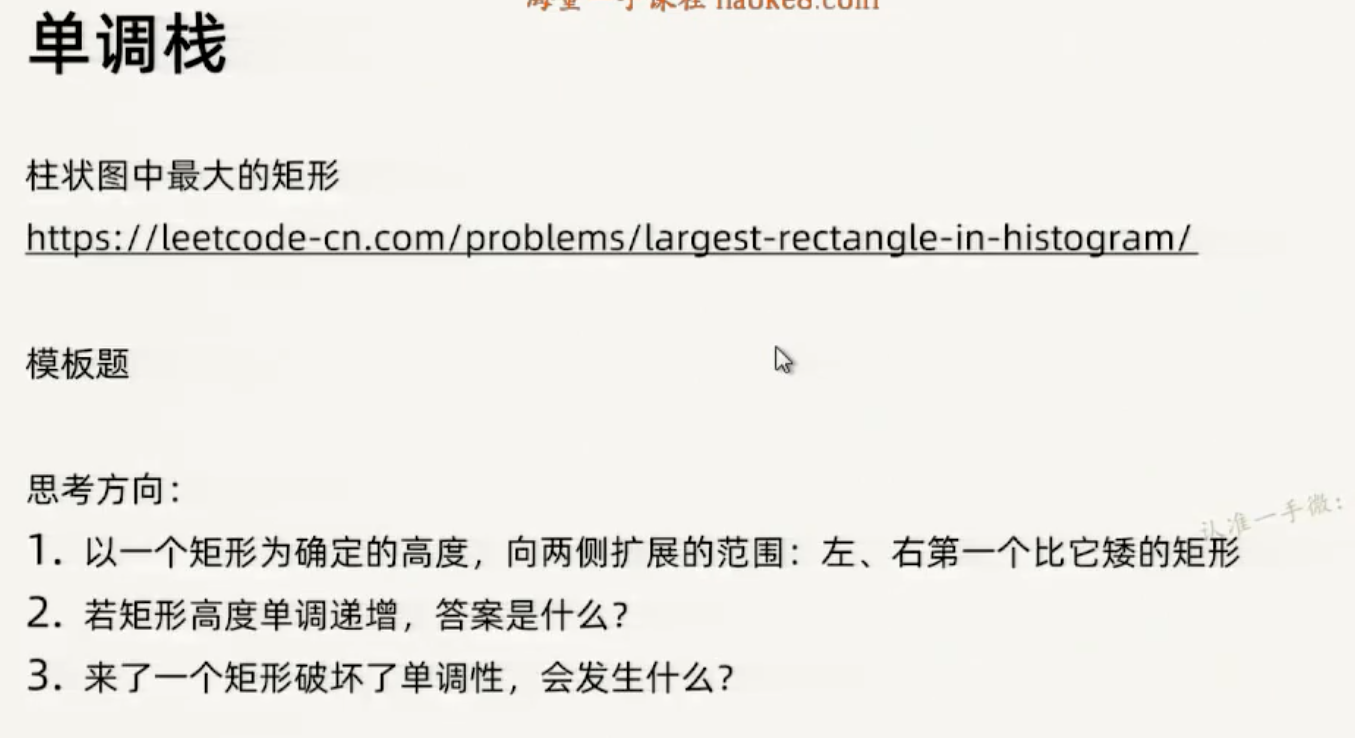 单调栈
柱状图中最大的矩形
https://leetcode-cn.com/problems/largest-rectangle-in-histogram/
模板题
思考方向：
认准一手微：
1. 以一个矩形为确定的高度，向两侧扩展的范围：左、右第一个比它矮的矩形
2. 若矩形高度单调递增，答案是什么？
3. 来了一个矩形破坏了单调性，会发生什么？